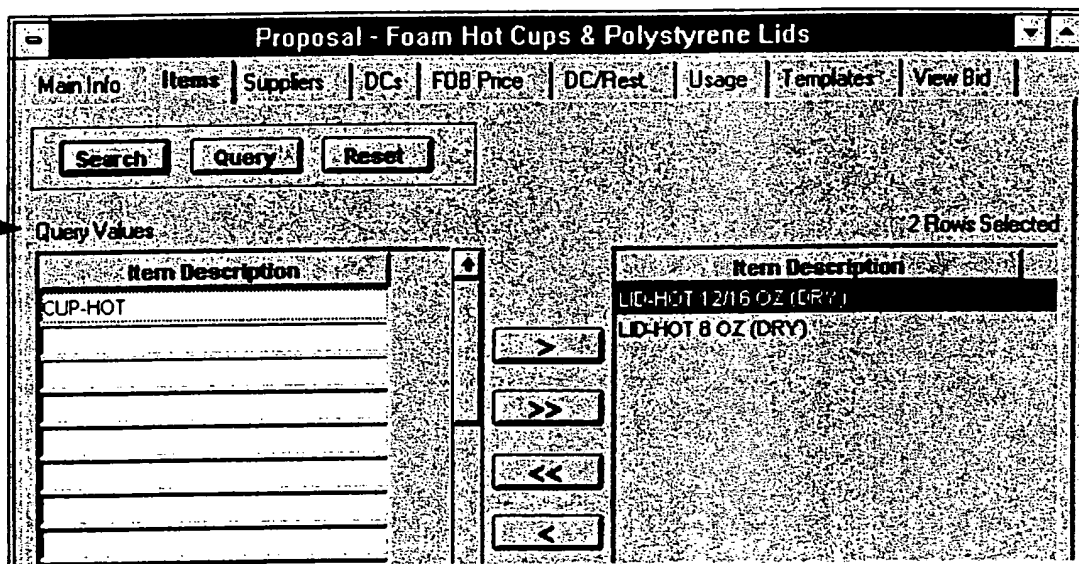 Proposal - Foam Hot Cups & Polystyrene Lids
Main Info Items Suppliers DCs FOB Price DC/Rest. Usage Templates View Bid
Search Query Reset
Query Values
2 Rows Selected
Item Description
CUP-HOT
>
>>
<<
<
Item Description
LID-HOT 12/16 OZ (DRY)
LID-HOT 8 OZ (DRY)